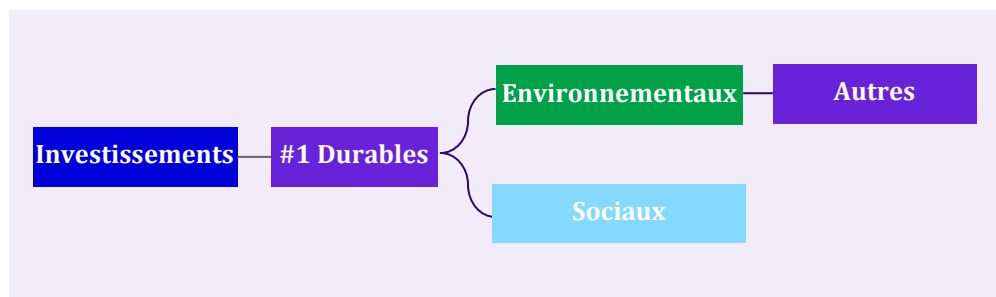 Investissements
#1 Durables
Environnementaux
Autres
Sociaux